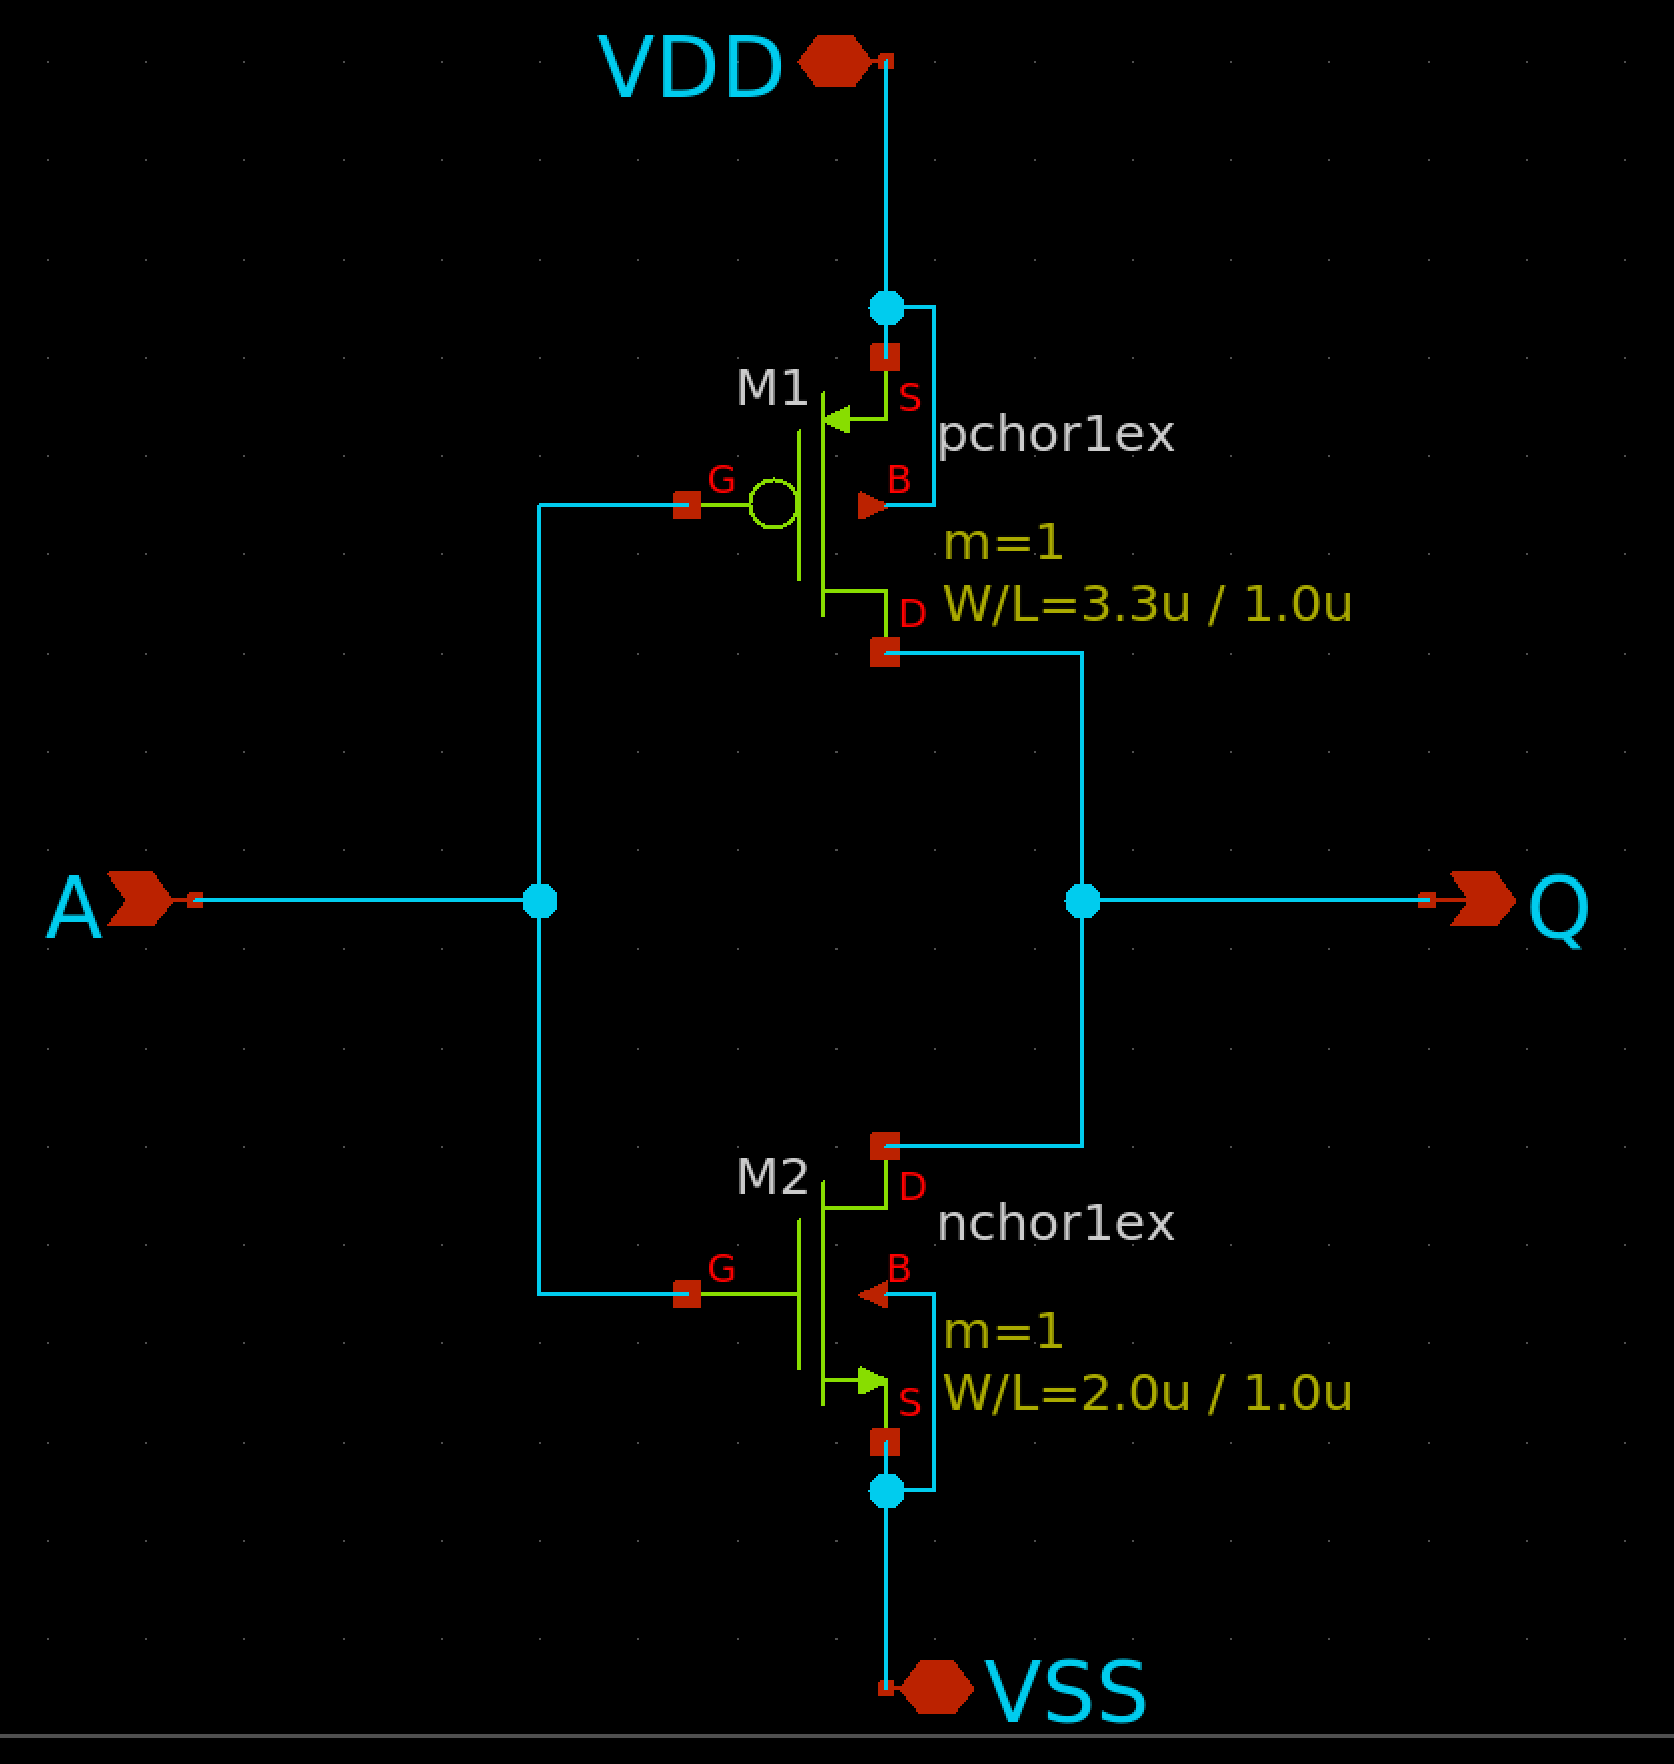 VDD
M1
S
pchor1ex
G
B
m=1
D
W/L=3.3u / 1.0u
A
Q
M2
D
nchor1ex
G
B
m=1
S
W/L=2.0u / 1.0u
VSS